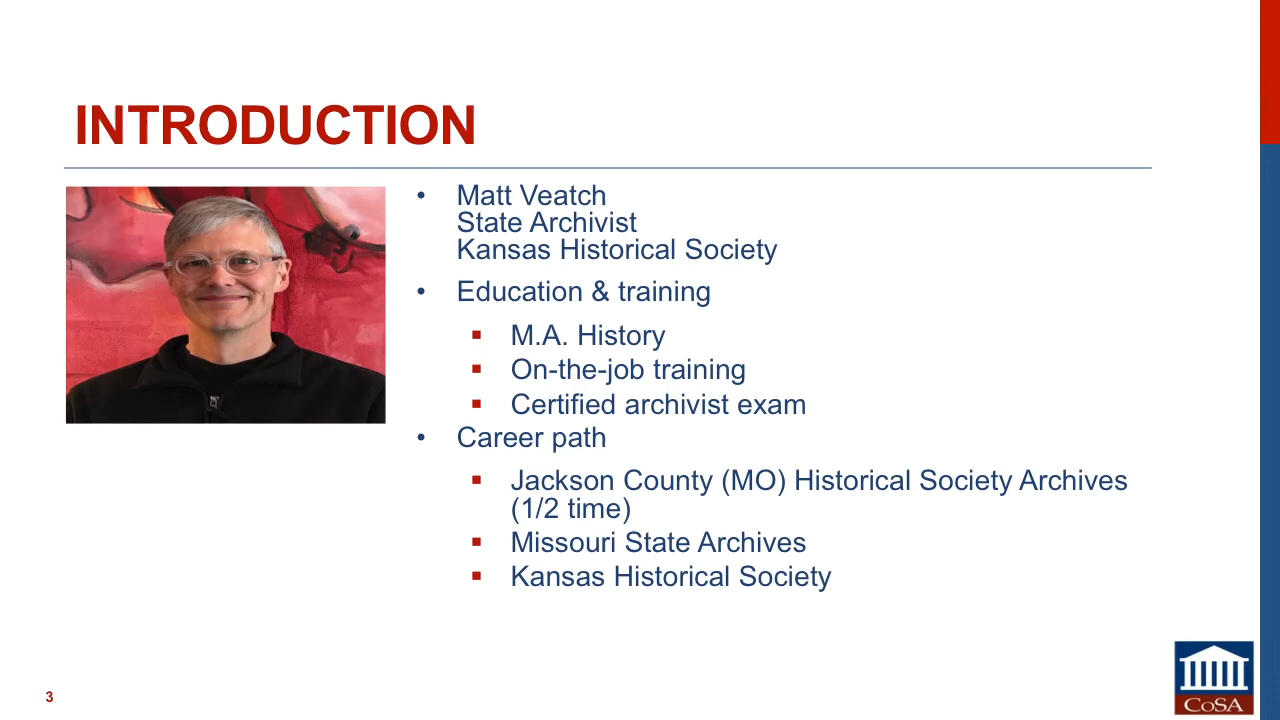 INTRODUCTION
• Matt Veatch
State Archivist
Kansas Historical Society
• Education & training
▪ M.A. History
▪ On-the-job training
▪ Certified archivist exam
• Career path
▪ Jackson County (MO) Historical Society Archives
(1/2 time)
▪ Missouri State Archives
▪ Kansas Historical Society
3
CoSA